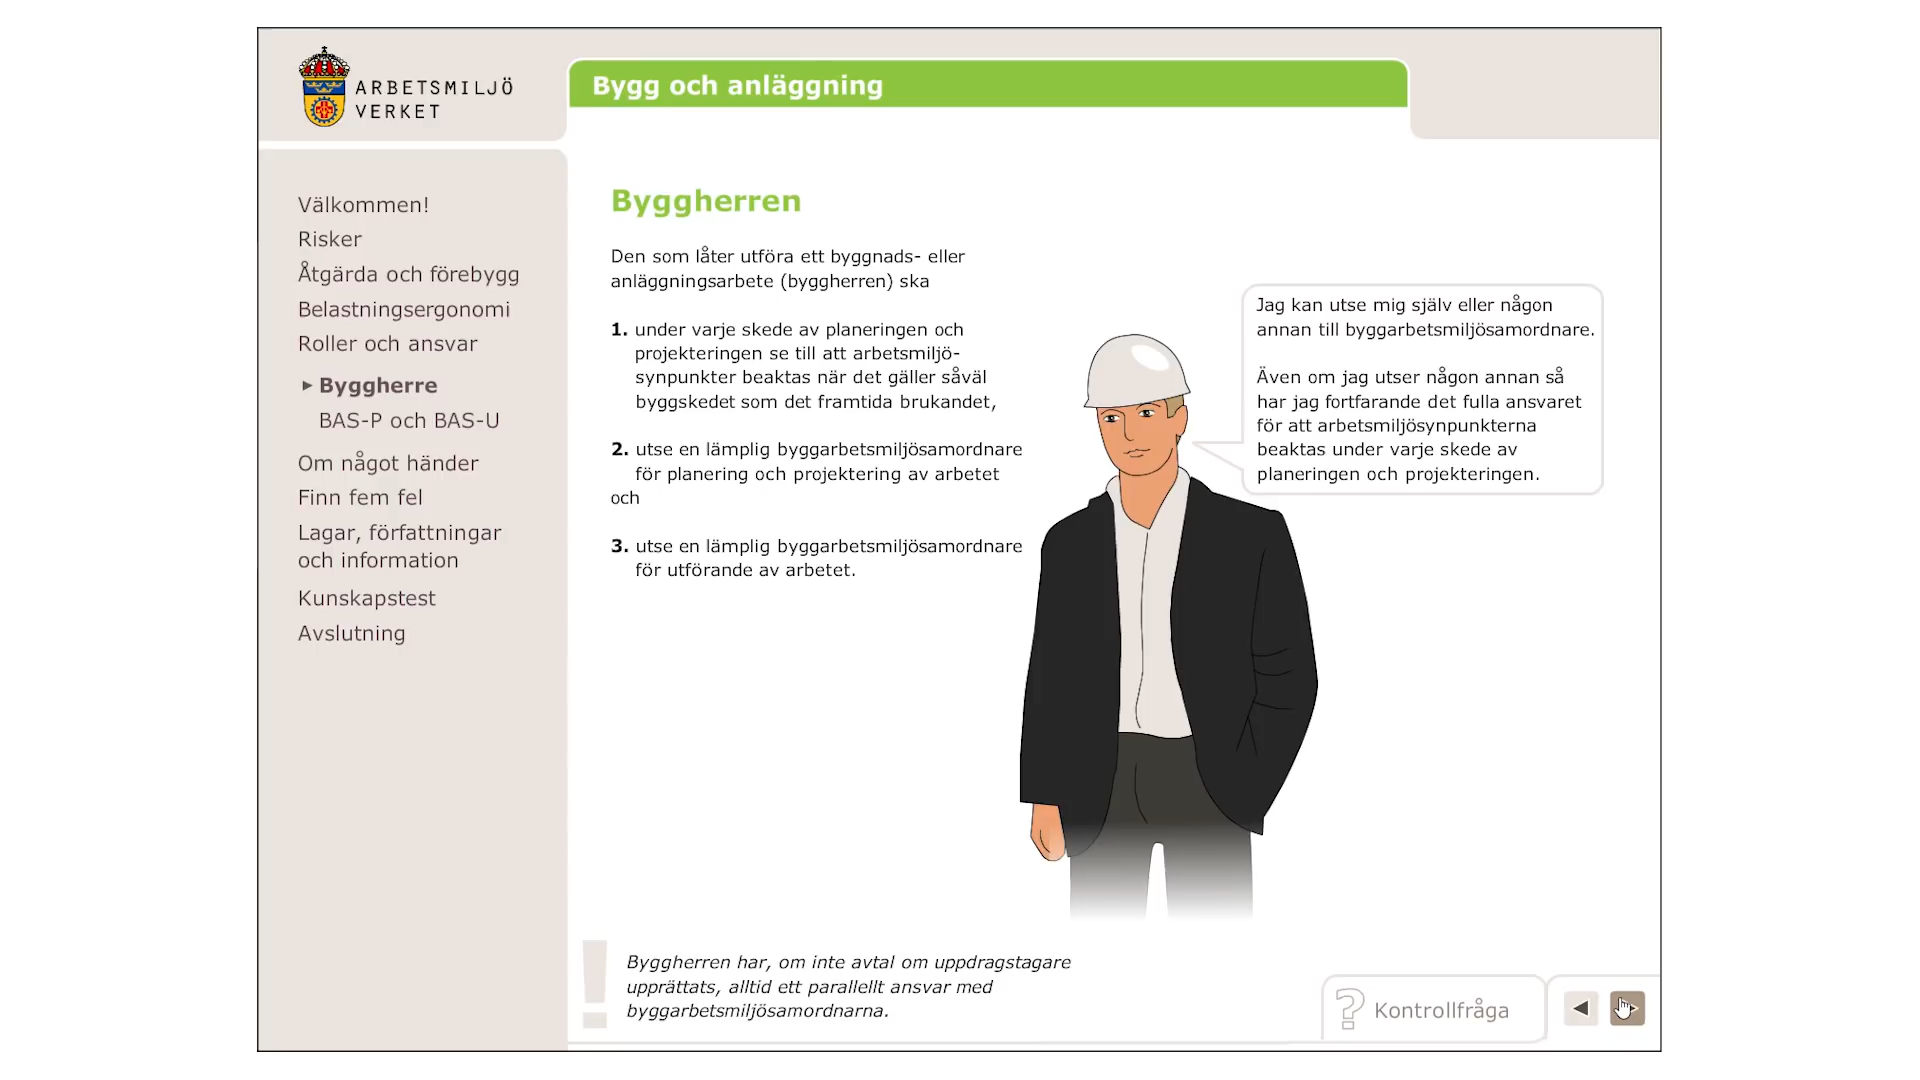 ARBETSMILJÖ
VERKET
Bygg och anläggning
Välkommen!
Risker
Åtgärda och förebygg
Belastningsergonomi
Roller och ansvar
Byggherre
BAS-P och BAS-U
Om något händer
Finn fem fel
Lagar, författningar
och information
Kunskapstest
Avslutning
Byggherren
Den som låter utföra ett byggnads- eller
anläggningsarbete (byggherren) ska
1. under varje skede av planeringen och
projekteringen se till att arbetsmiljö-
synpunkter beaktas när det gäller såväl
byggskedet som det framtida brukandet,
2. utse en lämplig byggarbetsmiljösamordnare
för planering och projektering av arbetet
och
3. utse en lämplig byggarbetsmiljösamordnare
för utförande av arbetet.
Jag kan utse mig själv eller någon
annan till byggarbetsmiljösamordnare.
Även om jag utser någon annan så
har jag fortfarande det fulla ansvaret
för att arbetsmiljösynpunkterna
beaktas under varje skede av
planeringen och projekteringen.
! Byggherren har, om inte avtal om uppdragstagare
upprättats, alltid ett parallellt ansvar med
byggarbetsmiljösamordnarna.
? Kontrollfråga